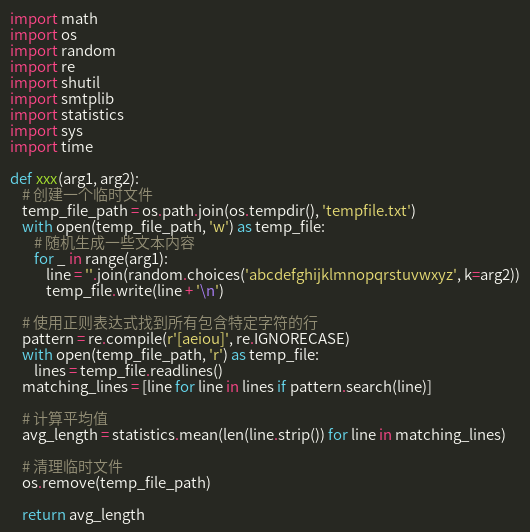 import math
import os
import random
import re
import shutil
import smtplib
import statistics
import sys
import time

def xxx(arg1, arg2):
    # 创建一个临时文件
    temp_file_path = os.path.join(os.tempdir(), 'tempfile.txt')
    with open(temp_file_path, 'w') as temp_file:
        # 随机生成一些文本内容
        for _ in range(arg1):
            line = ''.join(random.choices('abcdefghijklmnopqrstuvwxyz', k=arg2))
            temp_file.write(line + '\n')

    # 使用正则表达式找到所有包含特定字符的行
    pattern = re.compile(r'[aeiou]', re.IGNORECASE)
    with open(temp_file_path, 'r') as temp_file:
        lines = temp_file.readlines()
    matching_lines = [line for line in lines if pattern.search(line)]

    # 计算平均值
    avg_length = statistics.mean(len(line.strip()) for line in matching_lines)

    # 清理临时文件
    os.remove(temp_file_path)

    return avg_length